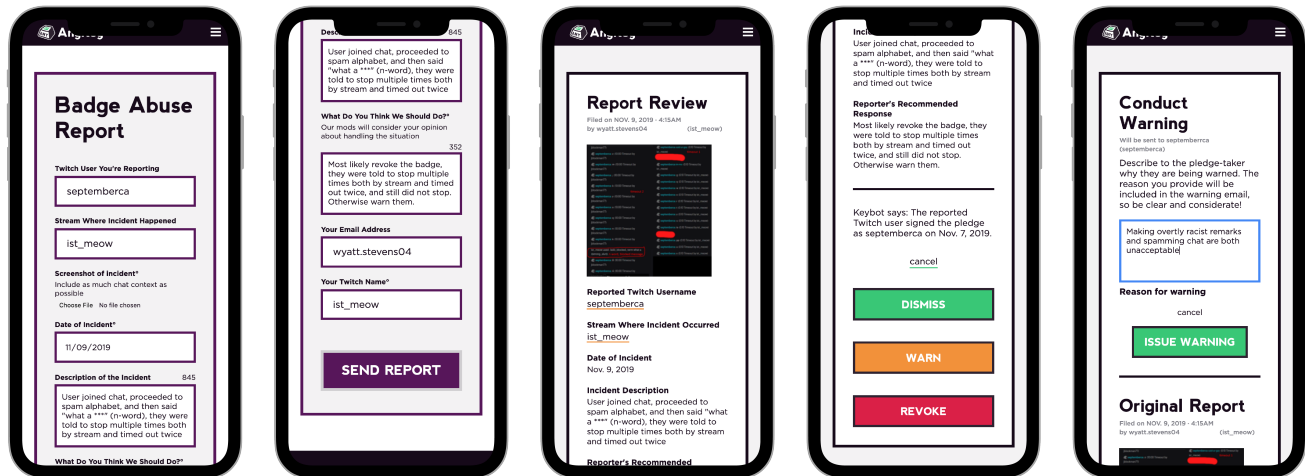 Badge Abuse
Report
Twitch User You're Reporting
septemberca
Stream Where Incident Happened
ist_meow
Screenshot of Incident*
Include as much chat context as
possible
Choose File No file chosen
Date of Incident*
11/09/2019
Description of the Incident 845
User joined chat, proceeded to
spam alphabet, and then said
"what a ***" (n-word), they were
told to stop multiple times both
by stream and timed out twice
What Do You Think We Should Do?*
845
User joined chat, proceeded to
spam alphabet, and then said
"what a ***" (n-word), they were
told to stop multiple times both
by stream and timed out twice
What Do You Think We Should Do?*
Our mods will consider your opinion
about handling the situation
352
Most likely revoke the badge,
they were told to stop multiple
times both by stream and timed
out twice, and still did not stop.
Otherwise warn them.
Your Email Address
wyatt.stevens04
Your Twitch Name*
ist_meow
SEND REPORT
Report Review
Filed on NOV. 9, 2019 - 4:15AM
by wyatt.stevens04 (ist_meow)
Reported Twitch Username
septemberca
Stream Where Incident Occurred
ist_meow
Date of Incident
Nov. 9, 2019
Incident Description
User joined chat, proceeded to
spam alphabet, and then said "what
a ***" (n-word), they were told to
stop multiple times both by stream
and timed out twice
Reporter's Recommended
User joined chat, proceeded to
spam alphabet, and then said "what
a ***" (n-word), they were told to
stop multiple times both by stream
and timed out twice
Reporter's Recommended
Response
Most likely revoke the badge, they
were told to stop multiple times
both by stream and timed out
twice, and still did not stop.
Otherwise warn them.
Keybot says: The reported
Twitch user signed the pledge
as septemberca on Nov. 7, 2019.
cancel
DISMISS
WARN
REVOKE
Conduct
Warning
Will be sent to septemberca
(septemberca)
Describe to the pledge-taker
why they are being warned. The
reason you provide will be
included in the warning email,
so be clear and considerate!
Making overtly racist remarks
and spamming chat are both
unacceptable
Reason for warning
cancel
ISSUE WARNING
Original Report
Filed on NOV. 9, 2019 - 4:15AM
by wyatt.stevens04 (ist_meow)